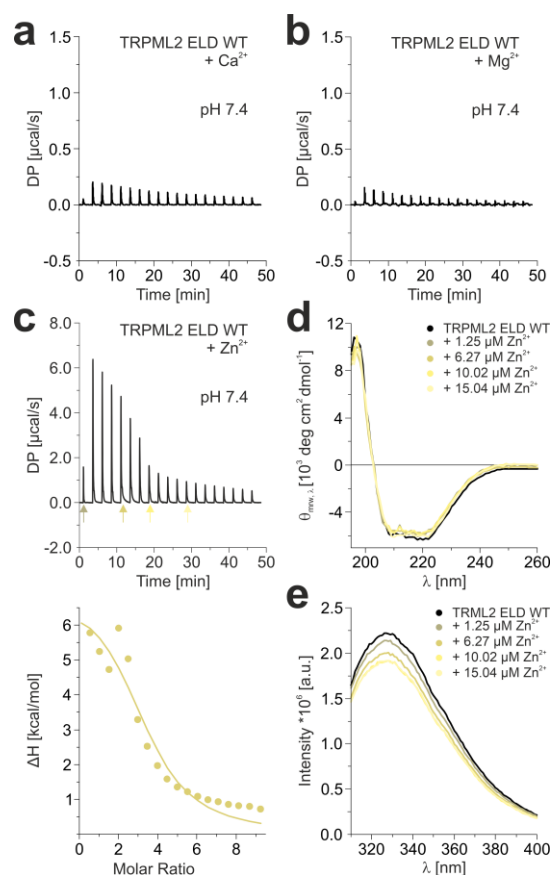 a
TRPML2 ELD WT
+ Ca²⁺
pH 7.4
DP [µcal/s]
1.5
1.0
0.5
0.0
-0.5
0 10 20 30 40 50
Time [min]
b
TRPML2 ELD WT
+ Mg²⁺
pH 7.4
DP [µcal/s]
1.5
1.0
0.5
0.0
-0.5
0 10 20 30 40 50
Time [min]
c
TRPML2 ELD WT
+ Zn²⁺
pH 7.4
DP [µcal/s]
8.0
6.0
4.0
2.0
0.0
-2.0
0 10 20 30 40 50
Time [min]
ΔH [kcal/mol]
6
5
4
3
2
1
0 2 4 6 8
Molar Ratio
d
TRPML2 ELD WT
+ 1.25 µM Zn²⁺
+ 6.27 µM Zn²⁺
+ 10.02 µM Zn²⁺
+ 15.04 µM Zn²⁺
θmrw, λ [10³ deg cm² dmol⁻¹]
12
8
4
0
-4
200 220 240 260
λ [nm]
e
TRML2 ELD WT
+ 1.25 µM Zn²⁺
+ 6.27 µM Zn²⁺
+ 10.02 µM Zn²⁺
+ 15.04 µM Zn²⁺
Intensity *10⁶ [a.u.]
2.5
2.0
1.5
1.0
0.5
0.0
320 340 360 380 400
λ [nm]